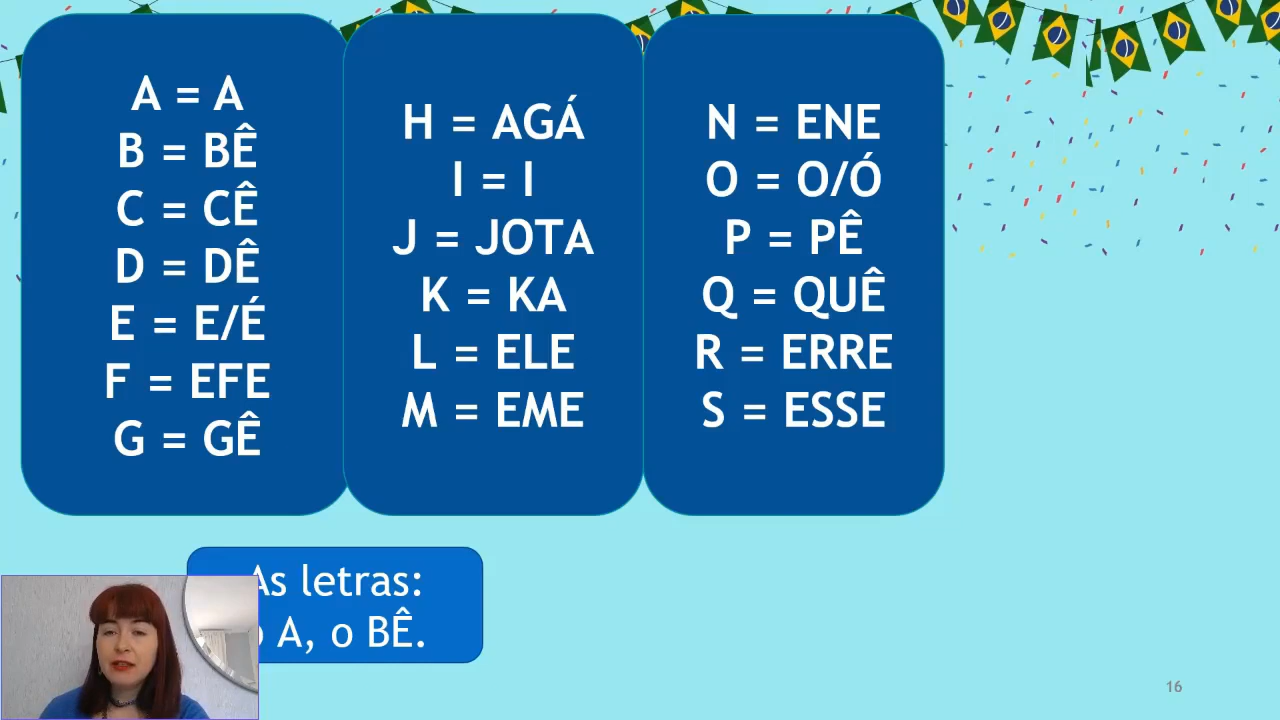 A = A
B = BÊ
C = CÊ
D = DÊ
E = E/É
F = EFE
G = GÊ
H = AGÁ
I = I
J = JOTA
K = KA
L = ELE
M = EME
N = ENE
O = O/Ó
P = PÊ
Q = QUÊ
R = ERRE
S = ESSE
As letras:
o A, o BÊ.
16